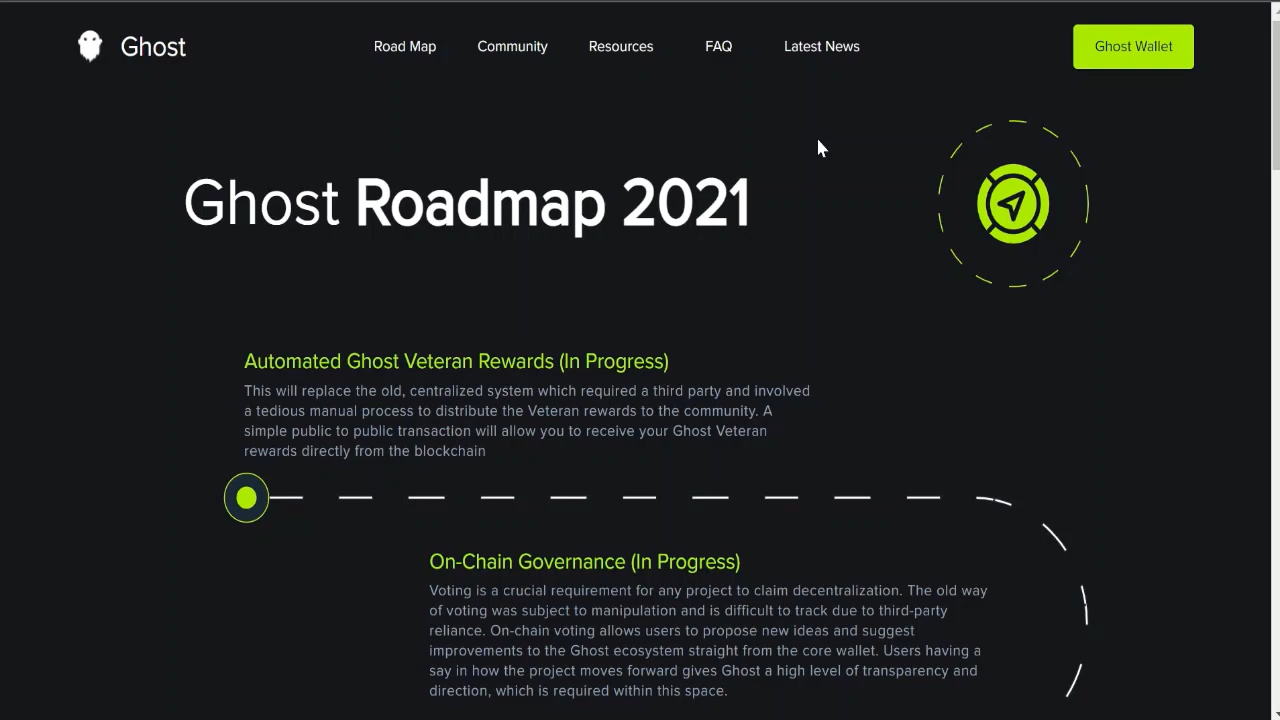 Ghost
Road Map
Community
Resources
FAQ
Latest News
Ghost Wallet
Ghost Roadmap 2021
Automated Ghost Veteran Rewards (In Progress)
This will replace the old, centralized system which required a third party and involved
a tedious manual process to distribute the Veteran rewards to the community. A
simple public to public transaction will allow you to receive your Ghost Veteran
rewards directly from the blockchain
On-Chain Governance (In Progress)
Voting is a crucial requirement for any project to claim decentralization. The old way
of voting was subject to manipulation and is difficult to track due to third-party
reliance. On-chain voting allows users to propose new ideas and suggest
improvements to the Ghost ecosystem straight from the core wallet. Users having a
say in how the project moves forward gives Ghost a high level of transparency and
direction, which is required within this space.